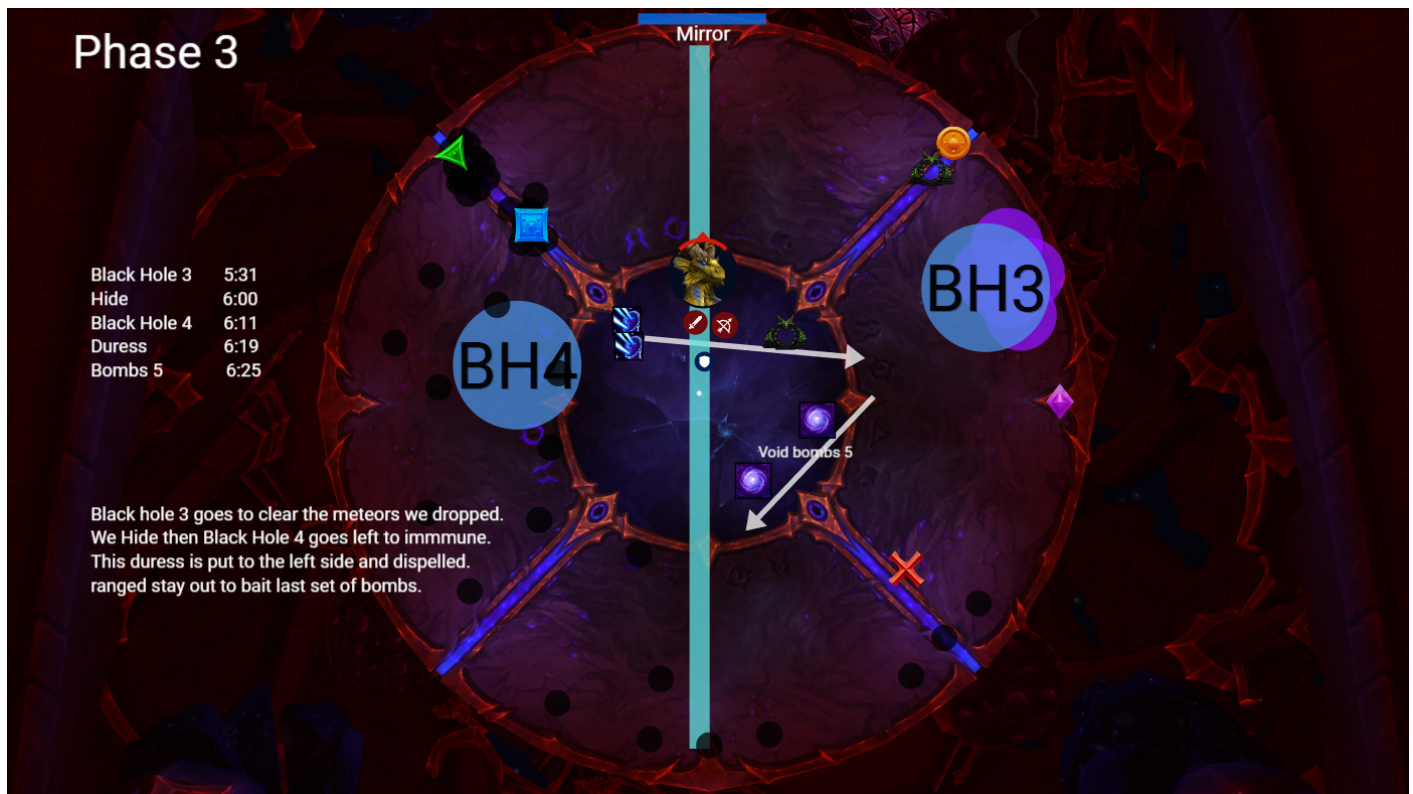 Phase 3
Mirror
Black Hole 3 5:31
Hide 6:00
Black Hole 4 6:11
Duress 6:19
Bombs 5 6:25
BH3
BH4
Void bombs 5
Black hole 3 goes to clear the meteors we dropped.
We Hide then Black Hole 4 goes left to immmune.
This duress is put to the left side and dispelled.
ranged stay out to bait last set of bombs.